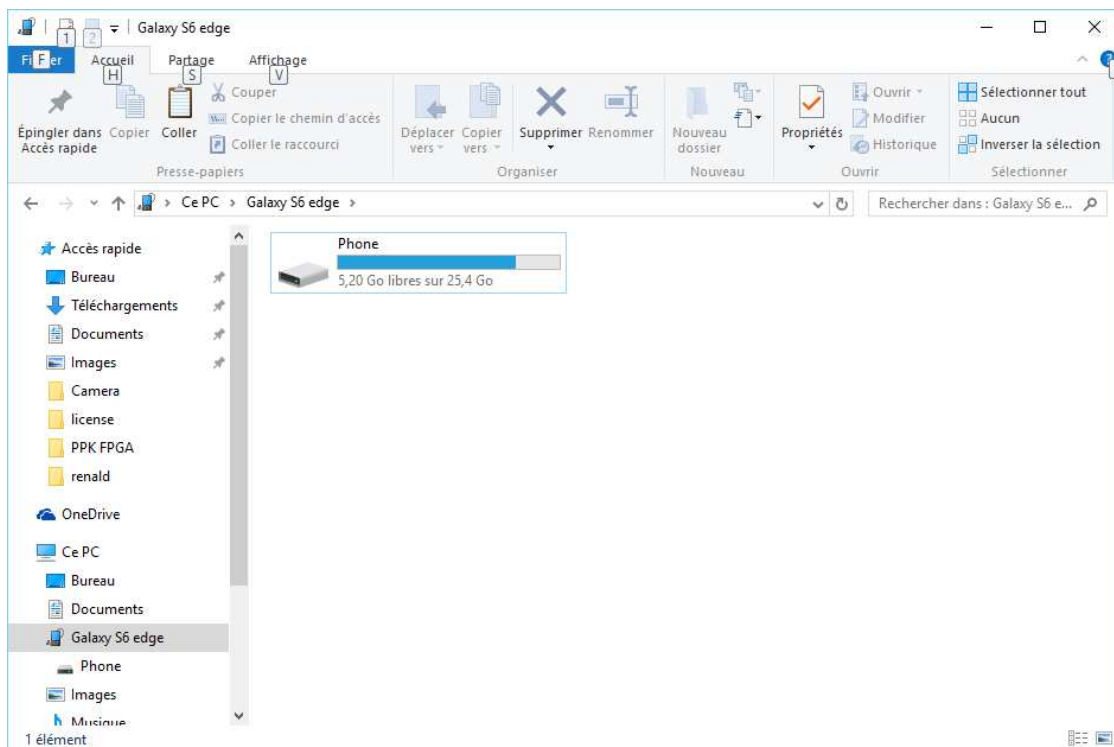 1 2 Galaxy S6 edge
Fi F er Accueil Partage Affichage
H S V
Épingler dans Accès rapide
Copier
Coller
Couper
Copier le chemin d'accès
Coller le raccourci
Presse-papiers
Déplacer vers
Copier vers
Supprimer
Renommer
Organiser
Nouveau dossier
Nouveau
Propriétés
Ouvrir
Modifier
Historique
Ouvrir
Sélectionner tout
Aucun
Inverser la sélection
Sélectionner
Ce PC > Galaxy S6 edge >
Rechercher dans : Galaxy S6 e...
Accès rapide
Bureau
Téléchargements
Documents
Images
Camera
license
PPK FPGA
renald
OneDrive
Ce PC
Bureau
Documents
Galaxy S6 edge
Phone
Images
Musique
Phone
5,20 Go libres sur 25,4 Go
1 élément